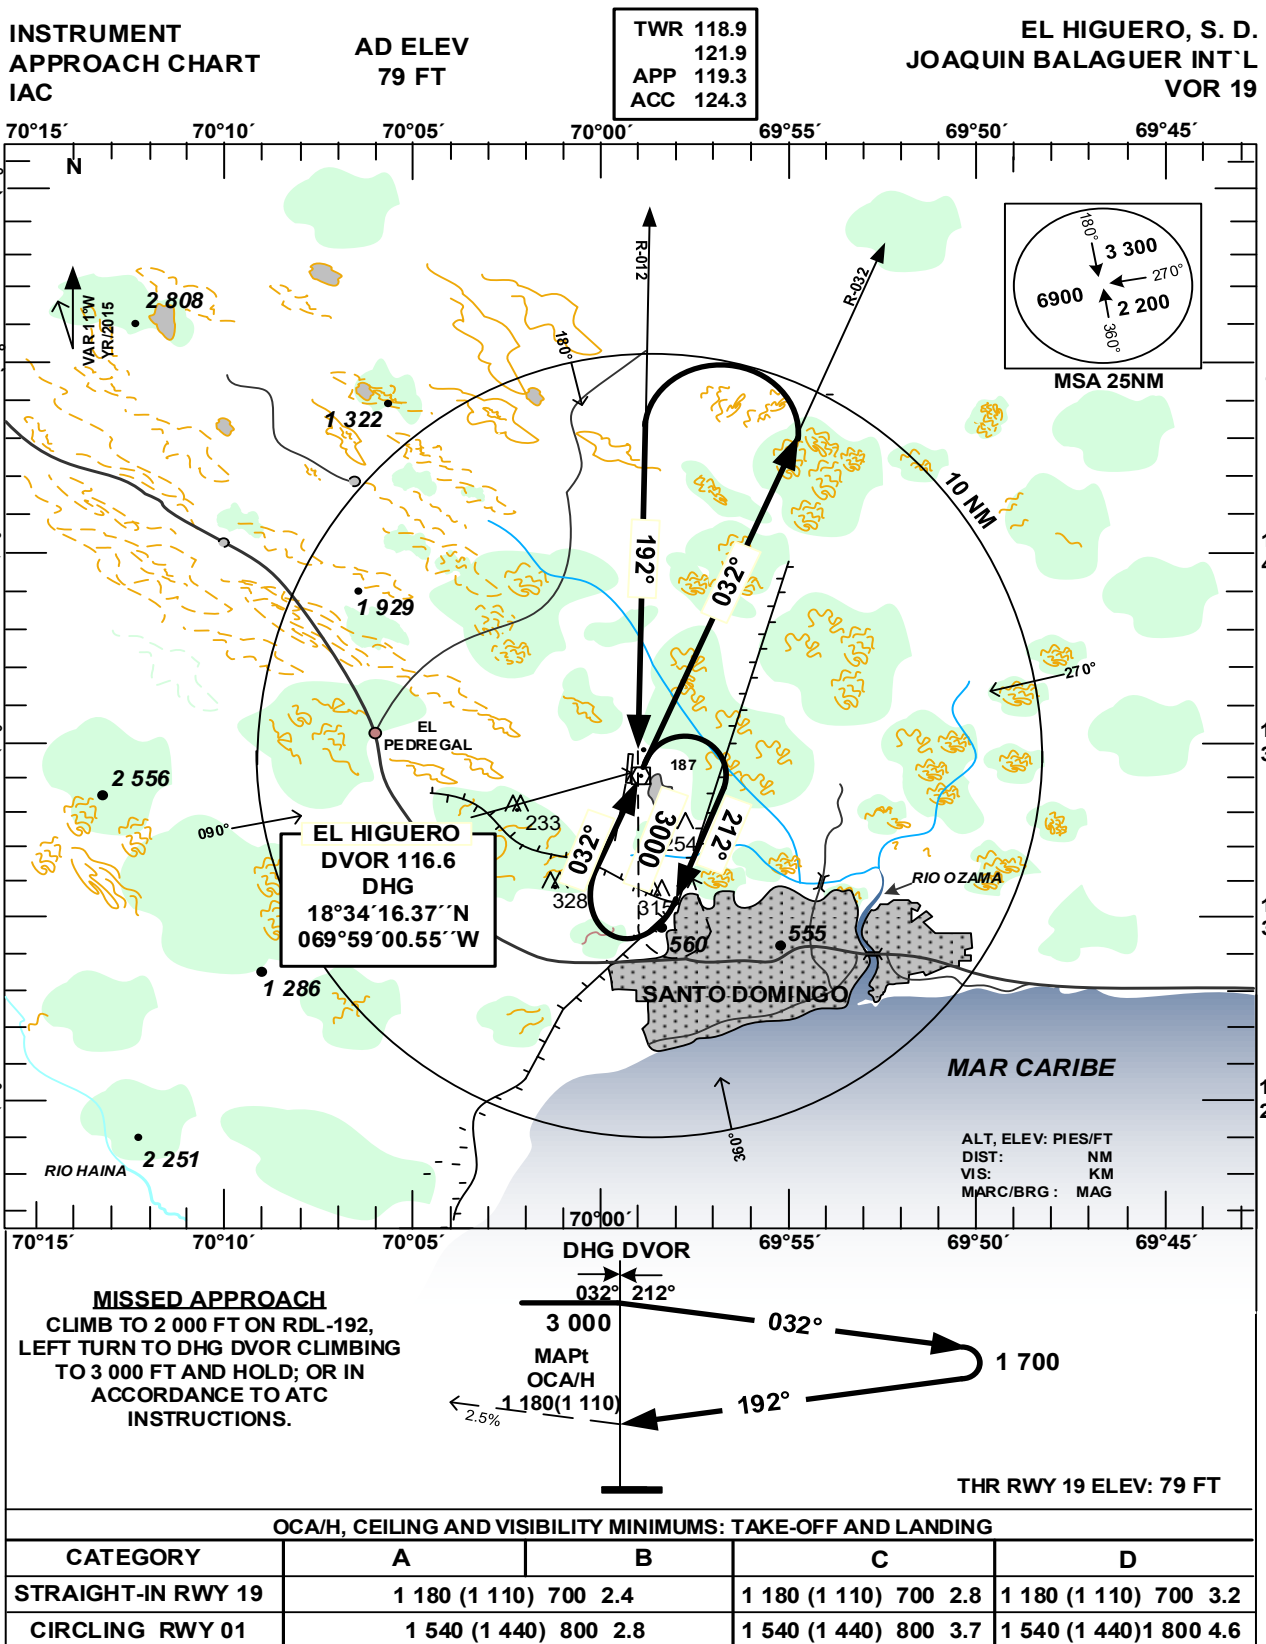 INSTRUMENT
APPROACH CHART
IAC
AD ELEV
79 FT
TWR 118.9
121.9
APP 119.3
ACC 124.3
EL HIGUERO, S. D.
JOAQUIN BALAGUER INT`L
VOR 19
70°15´ 70°10´ 70°05´ 70°00´ 69°55´ 69°50´ 69°45´
N
VAR 11°W
YR/2015
2 808
1 322
180°
R-012
R-032
180°
3 300
270°
6900
2 200
360°
MSA 25NM
10 NM
192°
032°
1 929
270°
EL
PEDREGAL
187
2 556
090°
233
032°
3000
254
212°
EL HIGUERO
DVOR 116.6
DHG
18°34´16.37´´N
069°59´00.55´´W
328
315
RIO OZAMA
560
555
1 286
SANTO DOMINGO
MAR CARIBE
360°
ALT, ELEV: PIES/FT
DIST: NM
VIS: KM
MARC/BRG : MAG
2 251
RIO HAINA
70°15´ 70°10´ 70°05´ 70°00´ 69°55´ 69°50´ 69°45´
DHG DVOR
032° 212°
MISSED APPROACH
CLIMB TO 2 000 FT ON RDL-192,
LEFT TURN TO DHG DVOR CLIMBING
TO 3 000 FT AND HOLD; OR IN
ACCORDANCE TO ATC
INSTRUCTIONS.
3 000
032°
MAPt
OCA/H
1 180(1 110)
1 700
192°
2.5%
THR RWY 19 ELEV: 79 FT
OCA/H, CEILING AND VISIBILITY MINIMUMS: TAKE-OFF AND LANDING
CATEGORY A B C D
STRAIGHT-IN RWY 19 1 180 (1 110) 700 2.4 1 180 (1 110) 700 2.8 1 180 (1 110) 700 3.2
CIRCLING RWY 01 1 540 (1 440) 800 2.8 1 540 (1 440) 800 3.7 1 540 (1 440)1 800 4.6